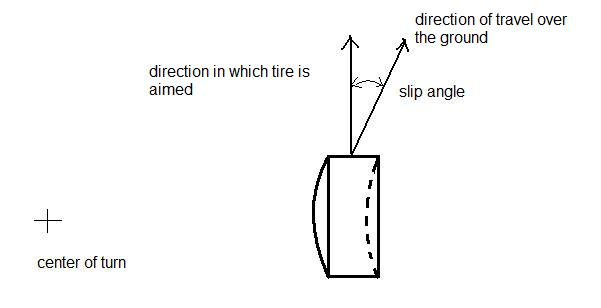 direction of travel over
the ground
direction in which tire is
aimed
slip angle
center of turn